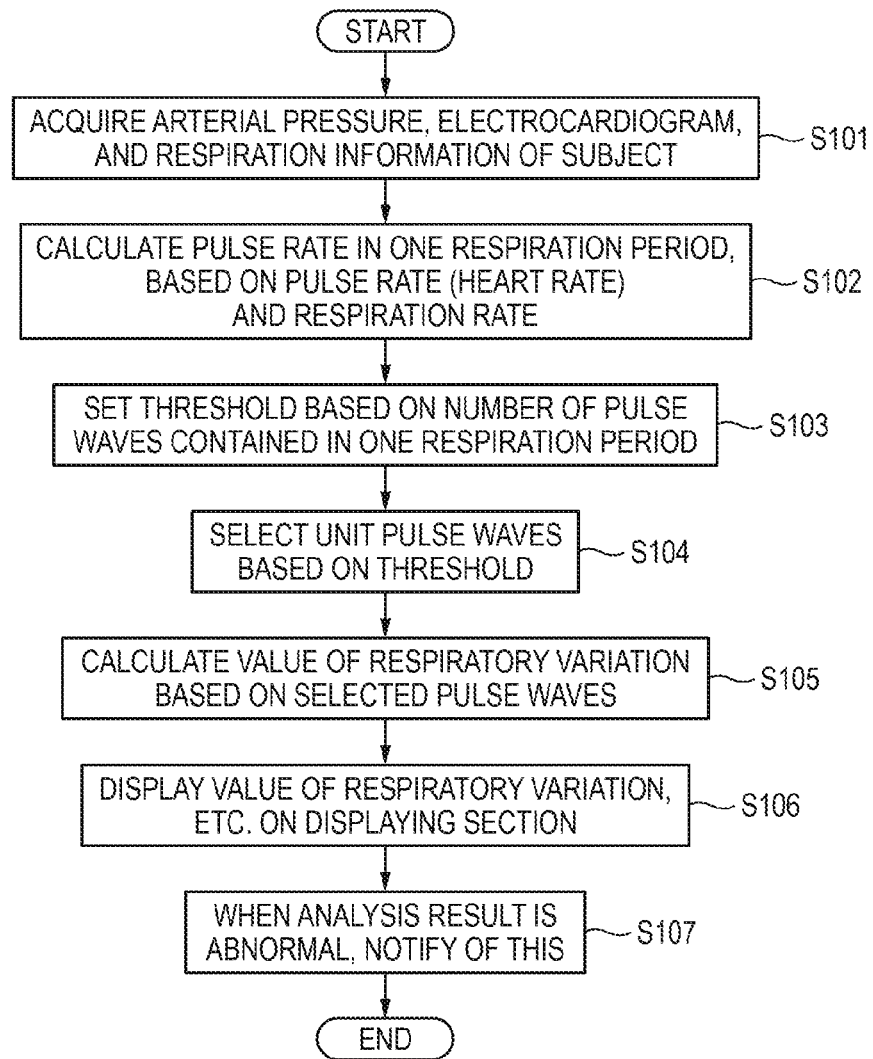 START
ACQUIRE ARTERIAL PRESSURE, ELECTROCARDIOGRAM,
AND RESPIRATION INFORMATION OF SUBJECT
S101
CALCULATE PULSE RATE IN ONE RESPIRATION PERIOD,
BASED ON PULSE RATE (HEART RATE)
AND RESPIRATION RATE
S102
SET THRESHOLD BASED ON NUMBER OF PULSE
WAVES CONTAINED IN ONE RESPIRATION PERIOD
S103
SELECT UNIT PULSE WAVES
BASED ON THRESHOLD
S104
CALCULATE VALUE OF RESPIRATORY VARIATION
BASED ON SELECTED PULSE WAVES
S105
DISPLAY VALUE OF RESPIRATORY VARIATION,
ETC. ON DISPLAYING SECTION
S106
WHEN ANALYSIS RESULT IS
ABNORMAL, NOTIFY OF THIS
S107
END